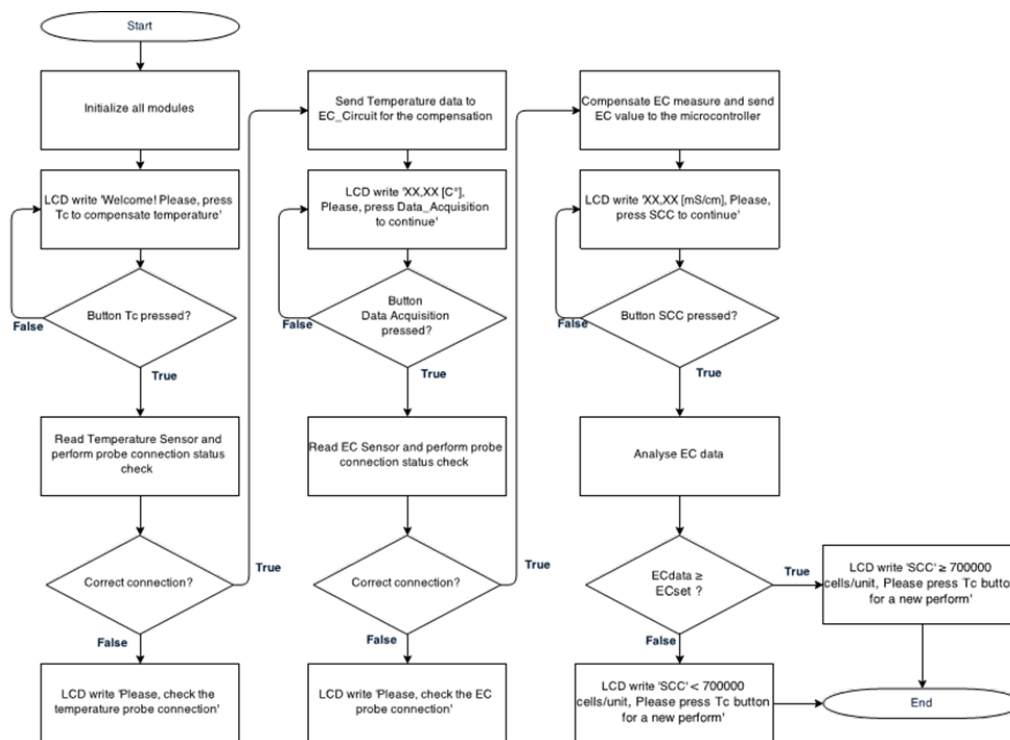 Start
Initialize all modules
LCD write 'Welcome! Please, press
Tc to compensate temperature'
Button Tc pressed?
False
True
Read Temperature Sensor and
perform probe connection status
check
Correct connection?
True
False
LCD write 'Please, check the
temperature probe connection'
Send Temperature data to
EC_Circuit for the compensation
LCD write 'XX,XX [C°],
Please, press Data_Acquisition
to continue'
Button
Data Acquisition
pressed?
False
True
Read EC Sensor and perform probe
connection status check
Correct connection?
True
False
LCD write 'Please, check the EC
probe connection'
Compensate EC measure and send
EC value to the microcontroller
LCD write 'XX,XX [mS/cm], Please,
press SCC to continue'
Button SCC pressed?
False
True
Analyse EC data
ECdata ≥
ECset ?
True
False
LCD write 'SCC' ≥ 700000
cells/unit, Please press Tc button
for a new perform'
LCD write 'SCC' < 700000
cells/unit, Please press Tc button
for a new perform'
End